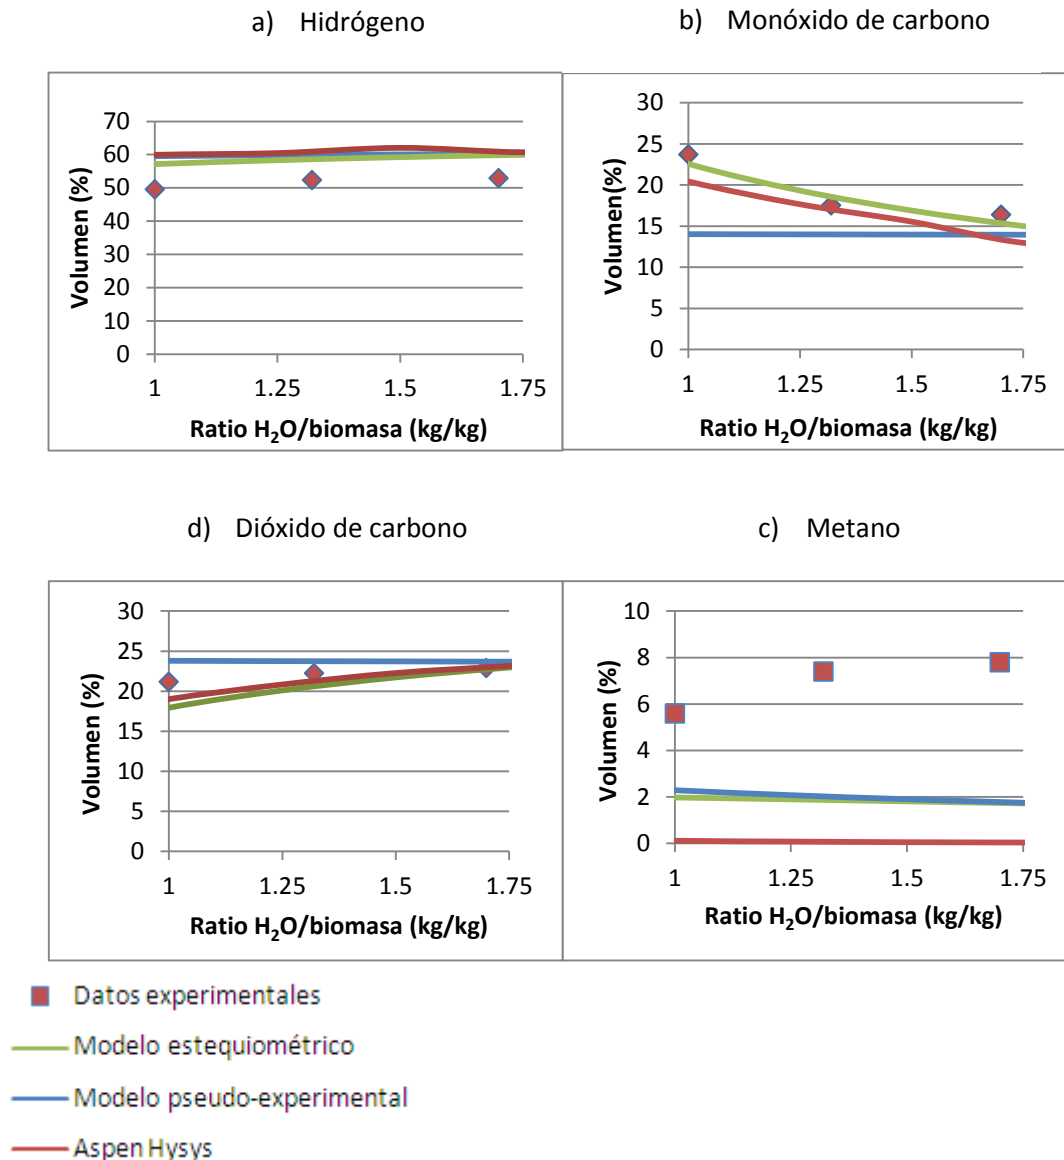 a) Hidrógeno
70
60
50
40
30
20
10
0
1 1.25 1.5 1.75
Volumen (%)
Ratio H₂O/biomasa (kg/kg)
b) Monóxido de carbono
30
25
20
15
10
5
0
1 1.25 1.5 1.75
Volumen(%)
Ratio H₂O/biomasa (kg/kg)
d) Dióxido de carbono
30
25
20
15
10
5
0
1 1.25 1.5 1.75
Volumen (%)
Ratio H₂O/biomasa (kg/kg)
c) Metano
10
8
6
4
2
0
1 1.25 1.5 1.75
Volumen (%)
Ratio H₂O/biomasa (kg/kg)
Datos experimentales
Modelo estequiométrico
Modelo pseudo-experimental
Aspen Hysys